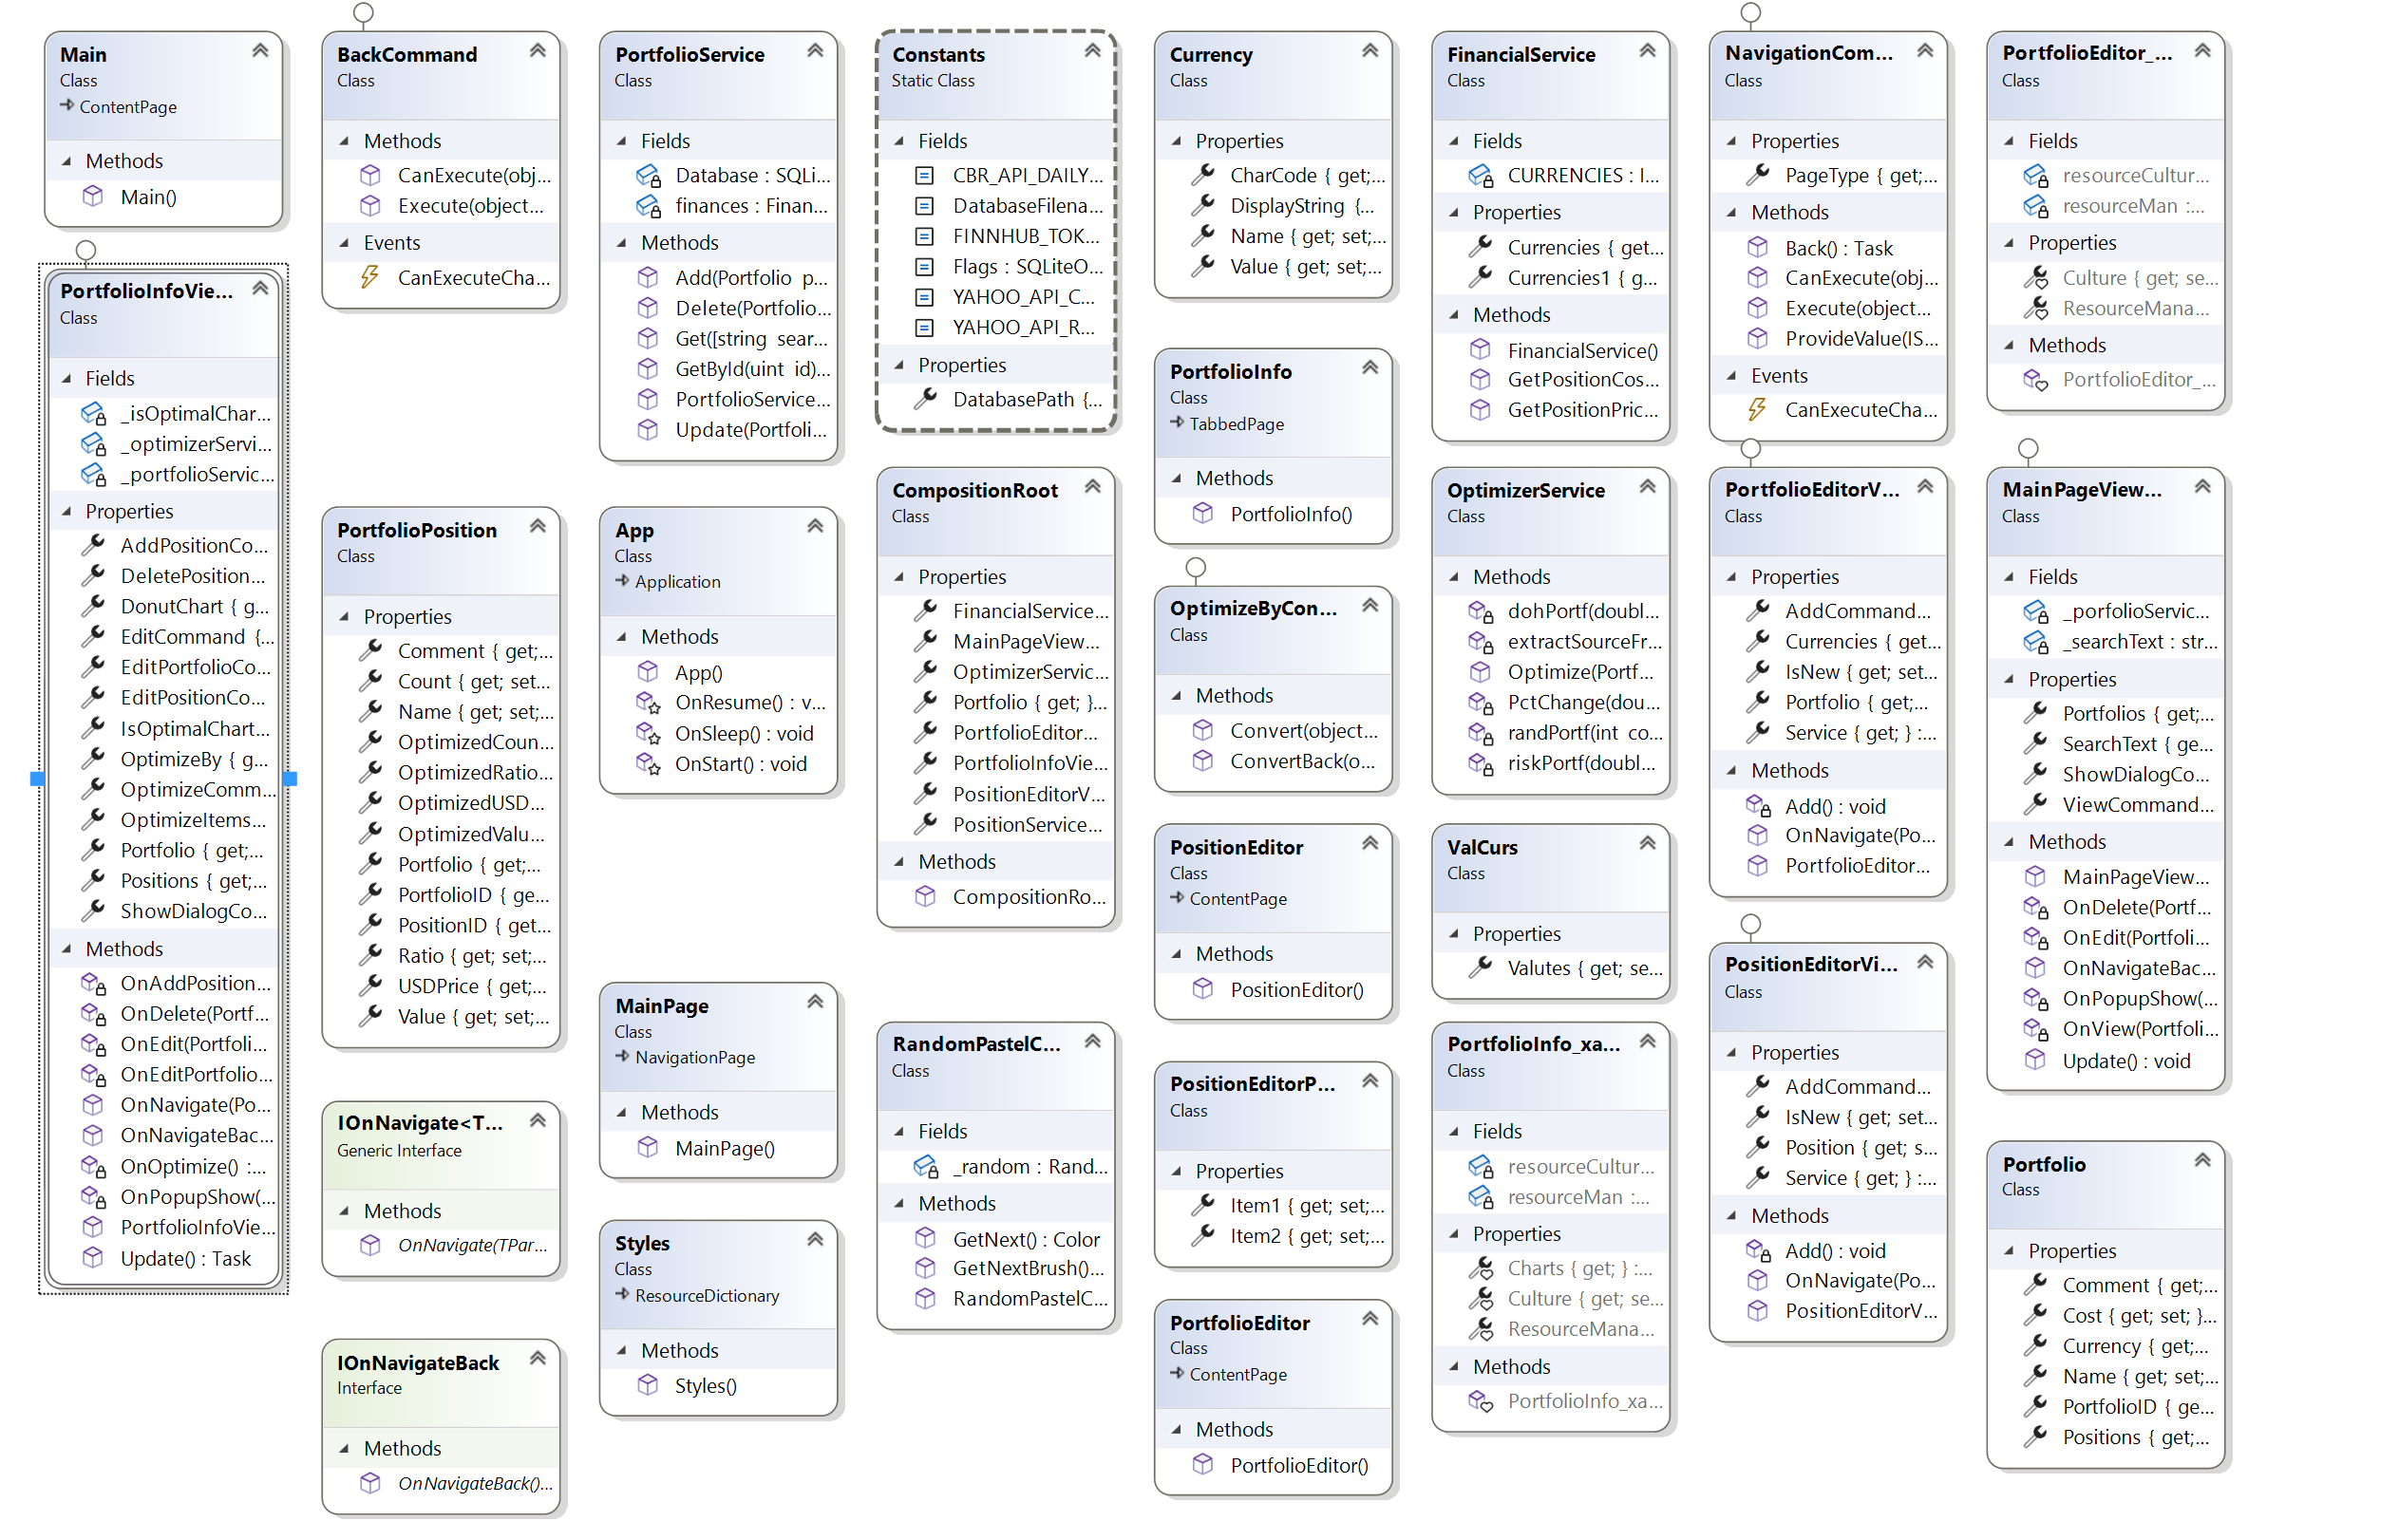 Main
Class
ContentPage
Methods
Main()
PortfolioInfoVie...
Class
Fields
_isOptimalChar...
_optimizerServi...
_portfolioServic...
Properties
AddPositionCo...
DeletePosition...
DonutChart { g...
EditCommand {...
EditPortfolioCo...
EditPositionCo...
IsOptimalChart...
OptimizeBy { g...
OptimizeComm...
OptimizeItems...
Portfolio { get;...
Positions { get;...
ShowDialogCo...
Methods
OnAddPosition...
OnDelete(Portf...
OnEdit(Portfoli...
OnEditPortfolio...
OnNavigate(Po...
OnNavigateBac...
OnOptimize() :...
OnPopupShow(...
PortfolioInfoVie...
Update() : Task
BackCommand
Class
Methods
CanExecute(obj...
Execute(object...
Events
CanExecuteCha...
PortfolioPosition
Class
Properties
Comment { get;...
Count { get; set...
Name { get; set;...
OptimizedCoun...
OptimizedRatio...
OptimizedUSD...
OptimizedValu...
Portfolio { get;...
PortfolioID { ge...
PositionID { get...
Ratio { get; set;...
USDPrice { get;...
Value { get; set;...
IOnNavigate<T...
Generic Interface
Methods
OnNavigate(TPar...
IOnNavigateBack
Interface
Methods
OnNavigateBack()...
PortfolioService
Class
Fields
Database : SQLi...
finances : Finan...
Methods
Add(Portfolio p...
Delete(Portfolio...
Get([string sear...
GetById(uint id)...
PortfolioService...
Update(Portfoli...
App
Class
Application
Methods
App()
OnResume() : v...
OnSleep() : void
OnStart() : void
MainPage
Class
NavigationPage
Methods
MainPage()
Styles
Class
ResourceDictionary
Methods
Styles()
Constants
Static Class
Fields
CBR_API_DAILY...
DatabaseFilena...
FINNHUB_TOK...
Flags : SQLiteO...
YAHOO_API_C...
YAHOO_API_R...
Properties
DatabasePath {...
CompositionRoot
Class
Properties
FinancialService...
MainPageView...
OptimizerServic...
Portfolio { get; }...
PortfolioEditor...
PortfolioInfoVie...
PositionEditorV...
PositionService...
Methods
CompositionRo...
RandomPastelC...
Class
Fields
_random : Rand...
Methods
GetNext() : Color
GetNextBrush()...
RandomPastelC...
Currency
Class
Properties
CharCode { get;...
DisplayString {...
Name { get; set;...
Value { get; set;...
PortfolioInfo
Class
TabbedPage
Methods
PortfolioInfo()
OptimizeByCon...
Class
Methods
Convert(object...
ConvertBack(o...
PositionEditor
Class
ContentPage
Methods
PositionEditor()
PositionEditorP...
Class
Properties
Item1 { get; set;...
Item2 { get; set;...
PortfolioEditor
Class
ContentPage
Methods
PortfolioEditor()
FinancialService
Class
Fields
CURRENCIES : I...
Properties
Currencies { get...
Currencies1 { g...
Methods
FinancialService()
GetPositionCos...
GetPositionPric...
OptimizerService
Class
Methods
dohPortf(doubl...
extractSourceFr...
Optimize(Portf...
PctChange(dou...
randPortf(int co...
riskPortf(doubl...
ValCurs
Class
Properties
Valutes { get; se...
PortfolioInfo_xa...
Class
Fields
resourceCultur...
resourceMan :...
Properties
Charts { get; } :...
Culture { get; se...
ResourceMana...
Methods
PortfolioInfo_xa...
NavigationCom...
Class
Properties
PageType { get;...
Methods
Back() : Task
CanExecute(obj...
Execute(object...
ProvideValue(IS...
Events
CanExecuteCha...
PortfolioEditorV...
Class
Properties
AddCommand...
Currencies { get...
IsNew { get; set...
Portfolio { get;...
Service { get; } :...
Methods
Add() : void
OnNavigate(Po...
PortfolioEditor...
PositionEditorVi...
Class
Properties
AddCommand...
IsNew { get; set...
Position { get; s...
Service { get; } :...
Methods
Add() : void
OnNavigate(Po...
PositionEditorV...
PortfolioEditor_...
Class
Fields
resourceCultur...
resourceMan :...
Properties
Culture { get; se...
ResourceMana...
Methods
PortfolioEditor_...
MainPageView...
Class
Fields
_porfolioServic...
_searchText : str...
Properties
Portfolios { get;...
SearchText { ge...
ShowDialogCo...
ViewCommand...
Methods
MainPageView...
OnDelete(Portf...
OnEdit(Portfoli...
OnNavigateBac...
OnPopupShow(...
OnView(Portfoli...
Update() : void
Portfolio
Class
Properties
Comment { get;...
Cost { get; set; }...
Currency { get;...
Name { get; set;...
PortfolioID { ge...
Positions { get;...